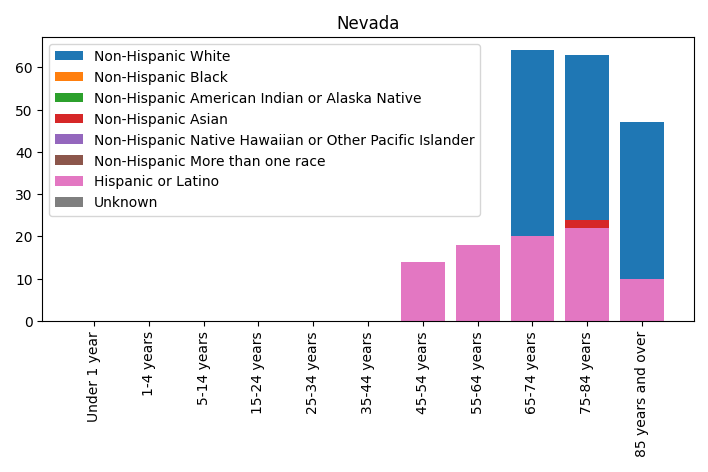 Nevada
Non-Hispanic White
Non-Hispanic Black
Non-Hispanic American Indian or Alaska Native
Non-Hispanic Asian
Non-Hispanic Native Hawaiian or Other Pacific Islander
Non-Hispanic More than one race
Hispanic or Latino
Unknown
60
50
40
30
20
10
0
Under 1 year
1-4 years
5-14 years
15-24 years
25-34 years
35-44 years
45-54 years
55-64 years
65-74 years
75-84 years
85 years and over